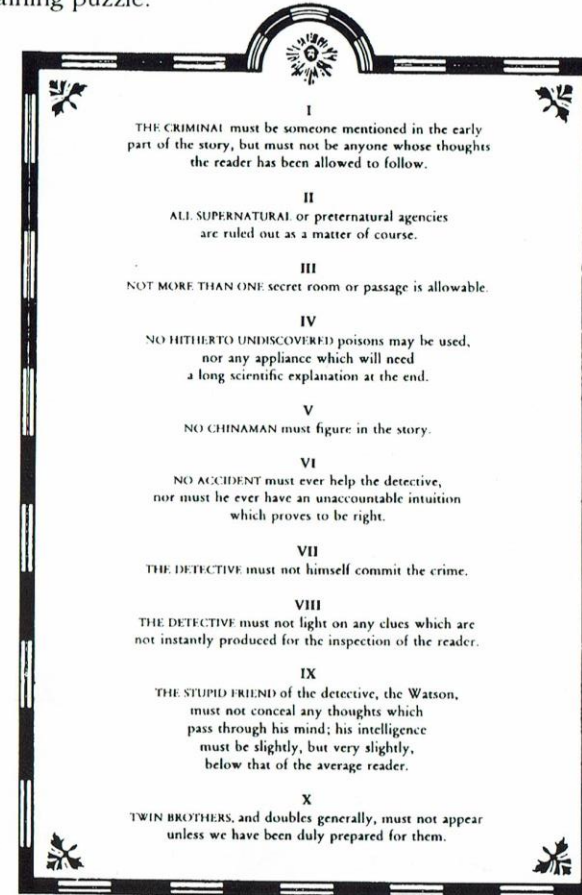 puzzle.
I
THE CRIMINAL must be someone mentioned in the early
part of the story, but must not be anyone whose thoughts
the reader has been allowed to follow.
II
ALL SUPERNATURAL or preternatural agencies
are ruled out as a matter of course.
III
NOT MORE THAN ONE secret room or passage is allowable.
IV
NO HITHERTO UNDISCOVERED poisons may be used,
nor any appliance which will need
a long scientific explanation at the end.
V
NO CHINAMAN must figure in the story.
VI
NO ACCIDENT must ever help the detective,
nor must he ever have an unaccountable intuition
which proves to be right.
VII
THE DETECTIVE must not himself commit the crime.
VIII
THE DETECTIVE must not light on any clues which are
not instantly produced for the inspection of the reader.
IX
THE STUPID FRIEND of the detective, the Watson,
must not conceal any thoughts which
pass through his mind; his intelligence
must be slightly, but very slightly,
below that of the average reader.
X
TWIN BROTHERS, and doubles generally, must not appear
unless we have been duly prepared for them.